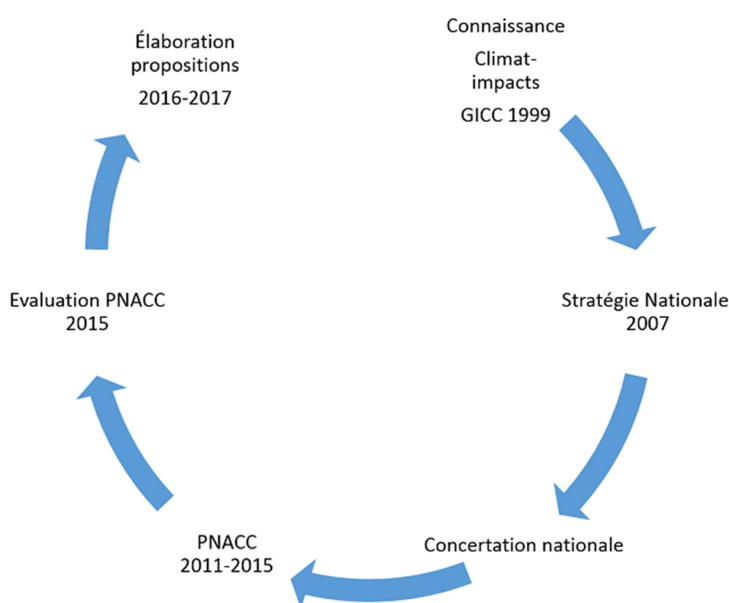 Connaissance
Climat-
impacts
GICC 1999
Stratégie Nationale
2007
Concertation nationale
PNACC
2011-2015
Evaluation PNACC
2015
Élaboration
propositions
2016-2017